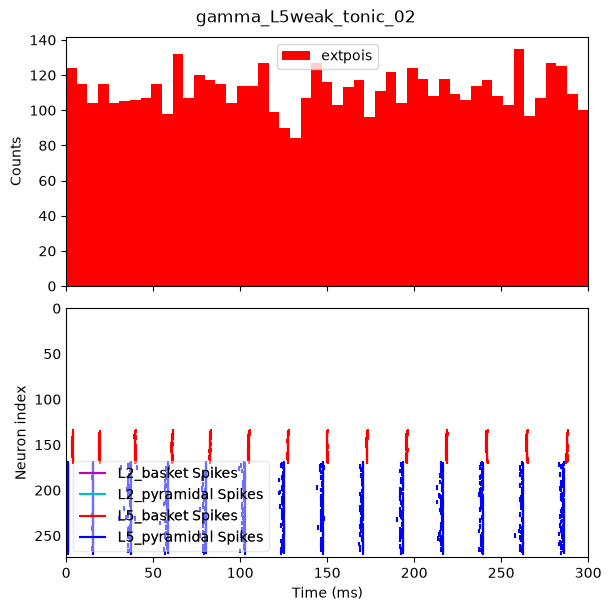 gamma_L5weak_tonic_02
140
120
100
80
60
40
20
0
Counts
extpois
0
50
100
150
200
250
Neuron index
L2_basket Spikes
L2_pyramidal Spikes
L5_basket Spikes
L5_pyramidal Spikes
0 50 100 150 200 250 300
Time (ms)